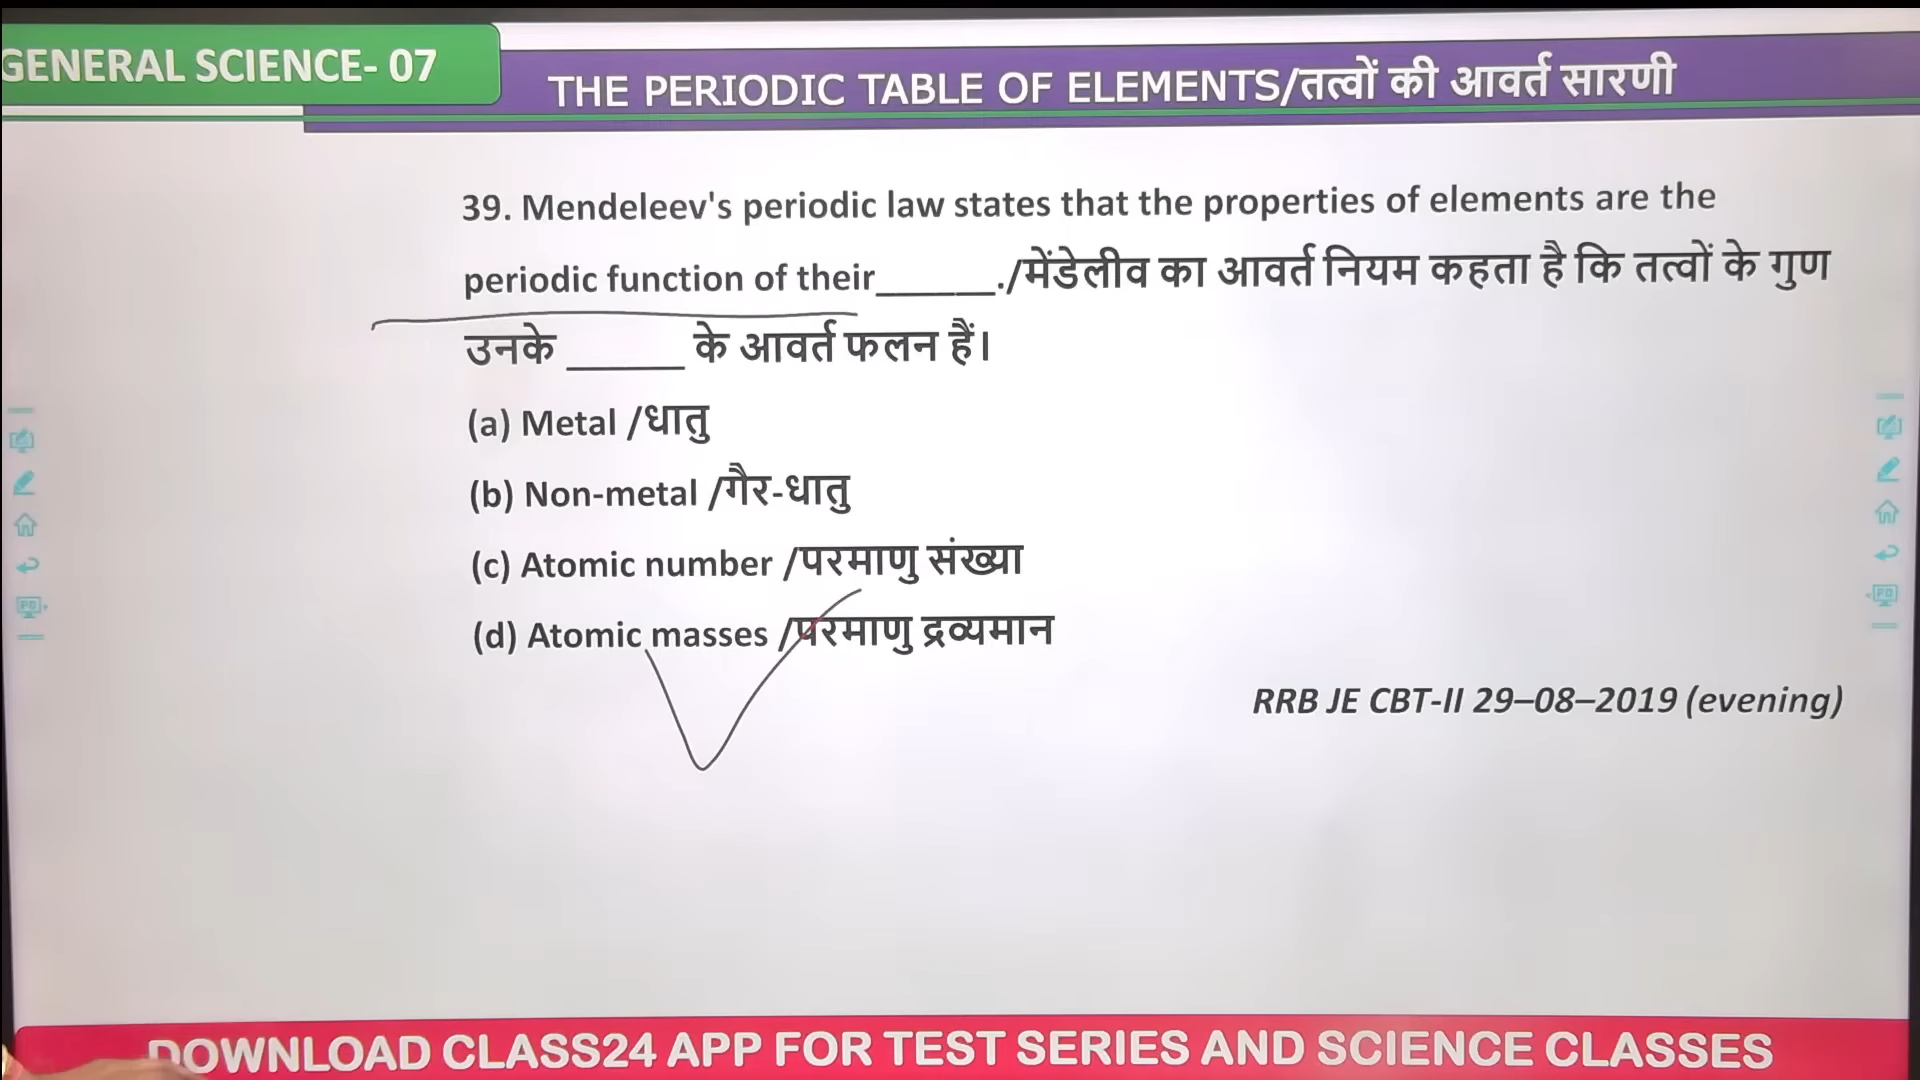 GENERAL SCIENCE- 07
THE PERIODIC TABLE OF ELEMENTS/तत्वों की आवर्त सारणी
39. Mendeleev's periodic law states that the properties of elements are the
periodic function of their______./मेंडेलीव का आवर्त नियम कहता है कि तत्वों के गुण
उनके ______ के आवर्त फलन हैं।
(a) Metal /धातु
(b) Non-metal /गैर-धातु
(c) Atomic number /परमाणु संख्या
(d) Atomic masses /परमाणु द्रव्यमान
RRB JE CBT-II 29–08–2019 (evening)
DOWNLOAD CLASS24 APP FOR TEST SERIES AND SCIENCE CLASSES